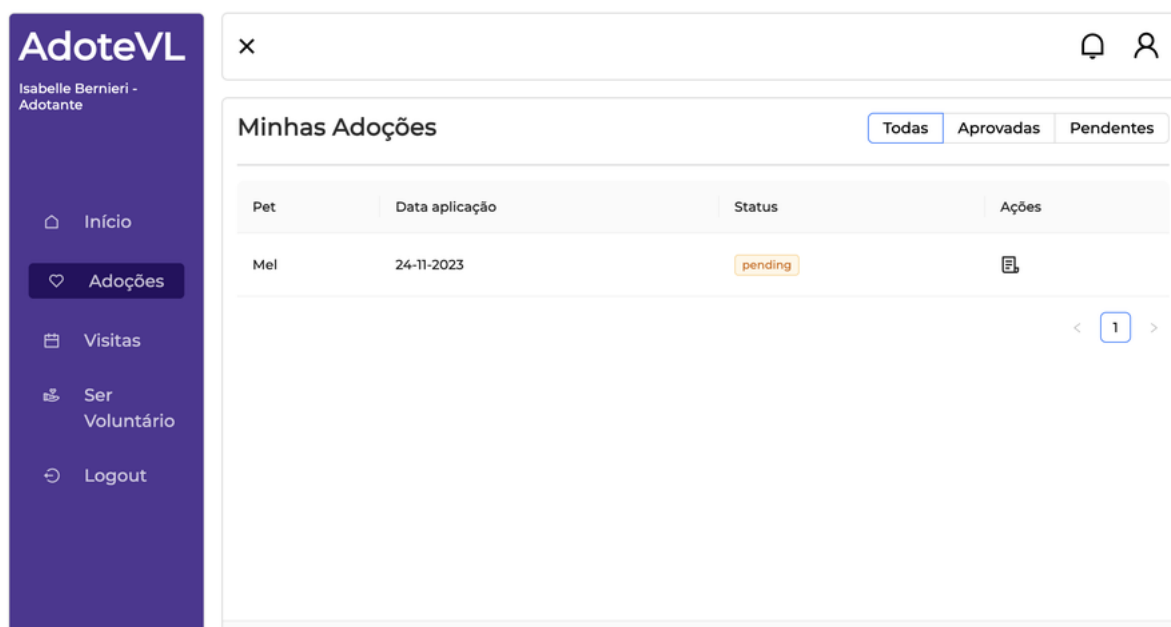 AdoteVL
Isabelle Bernieri -
Adotante
Início
Adoções
Visitas
Ser
Voluntário
Logout
Minhas Adoções
Todas Aprovadas Pendentes
Pet Data aplicação Status Ações
Mel 24-11-2023 pending
< 1 >